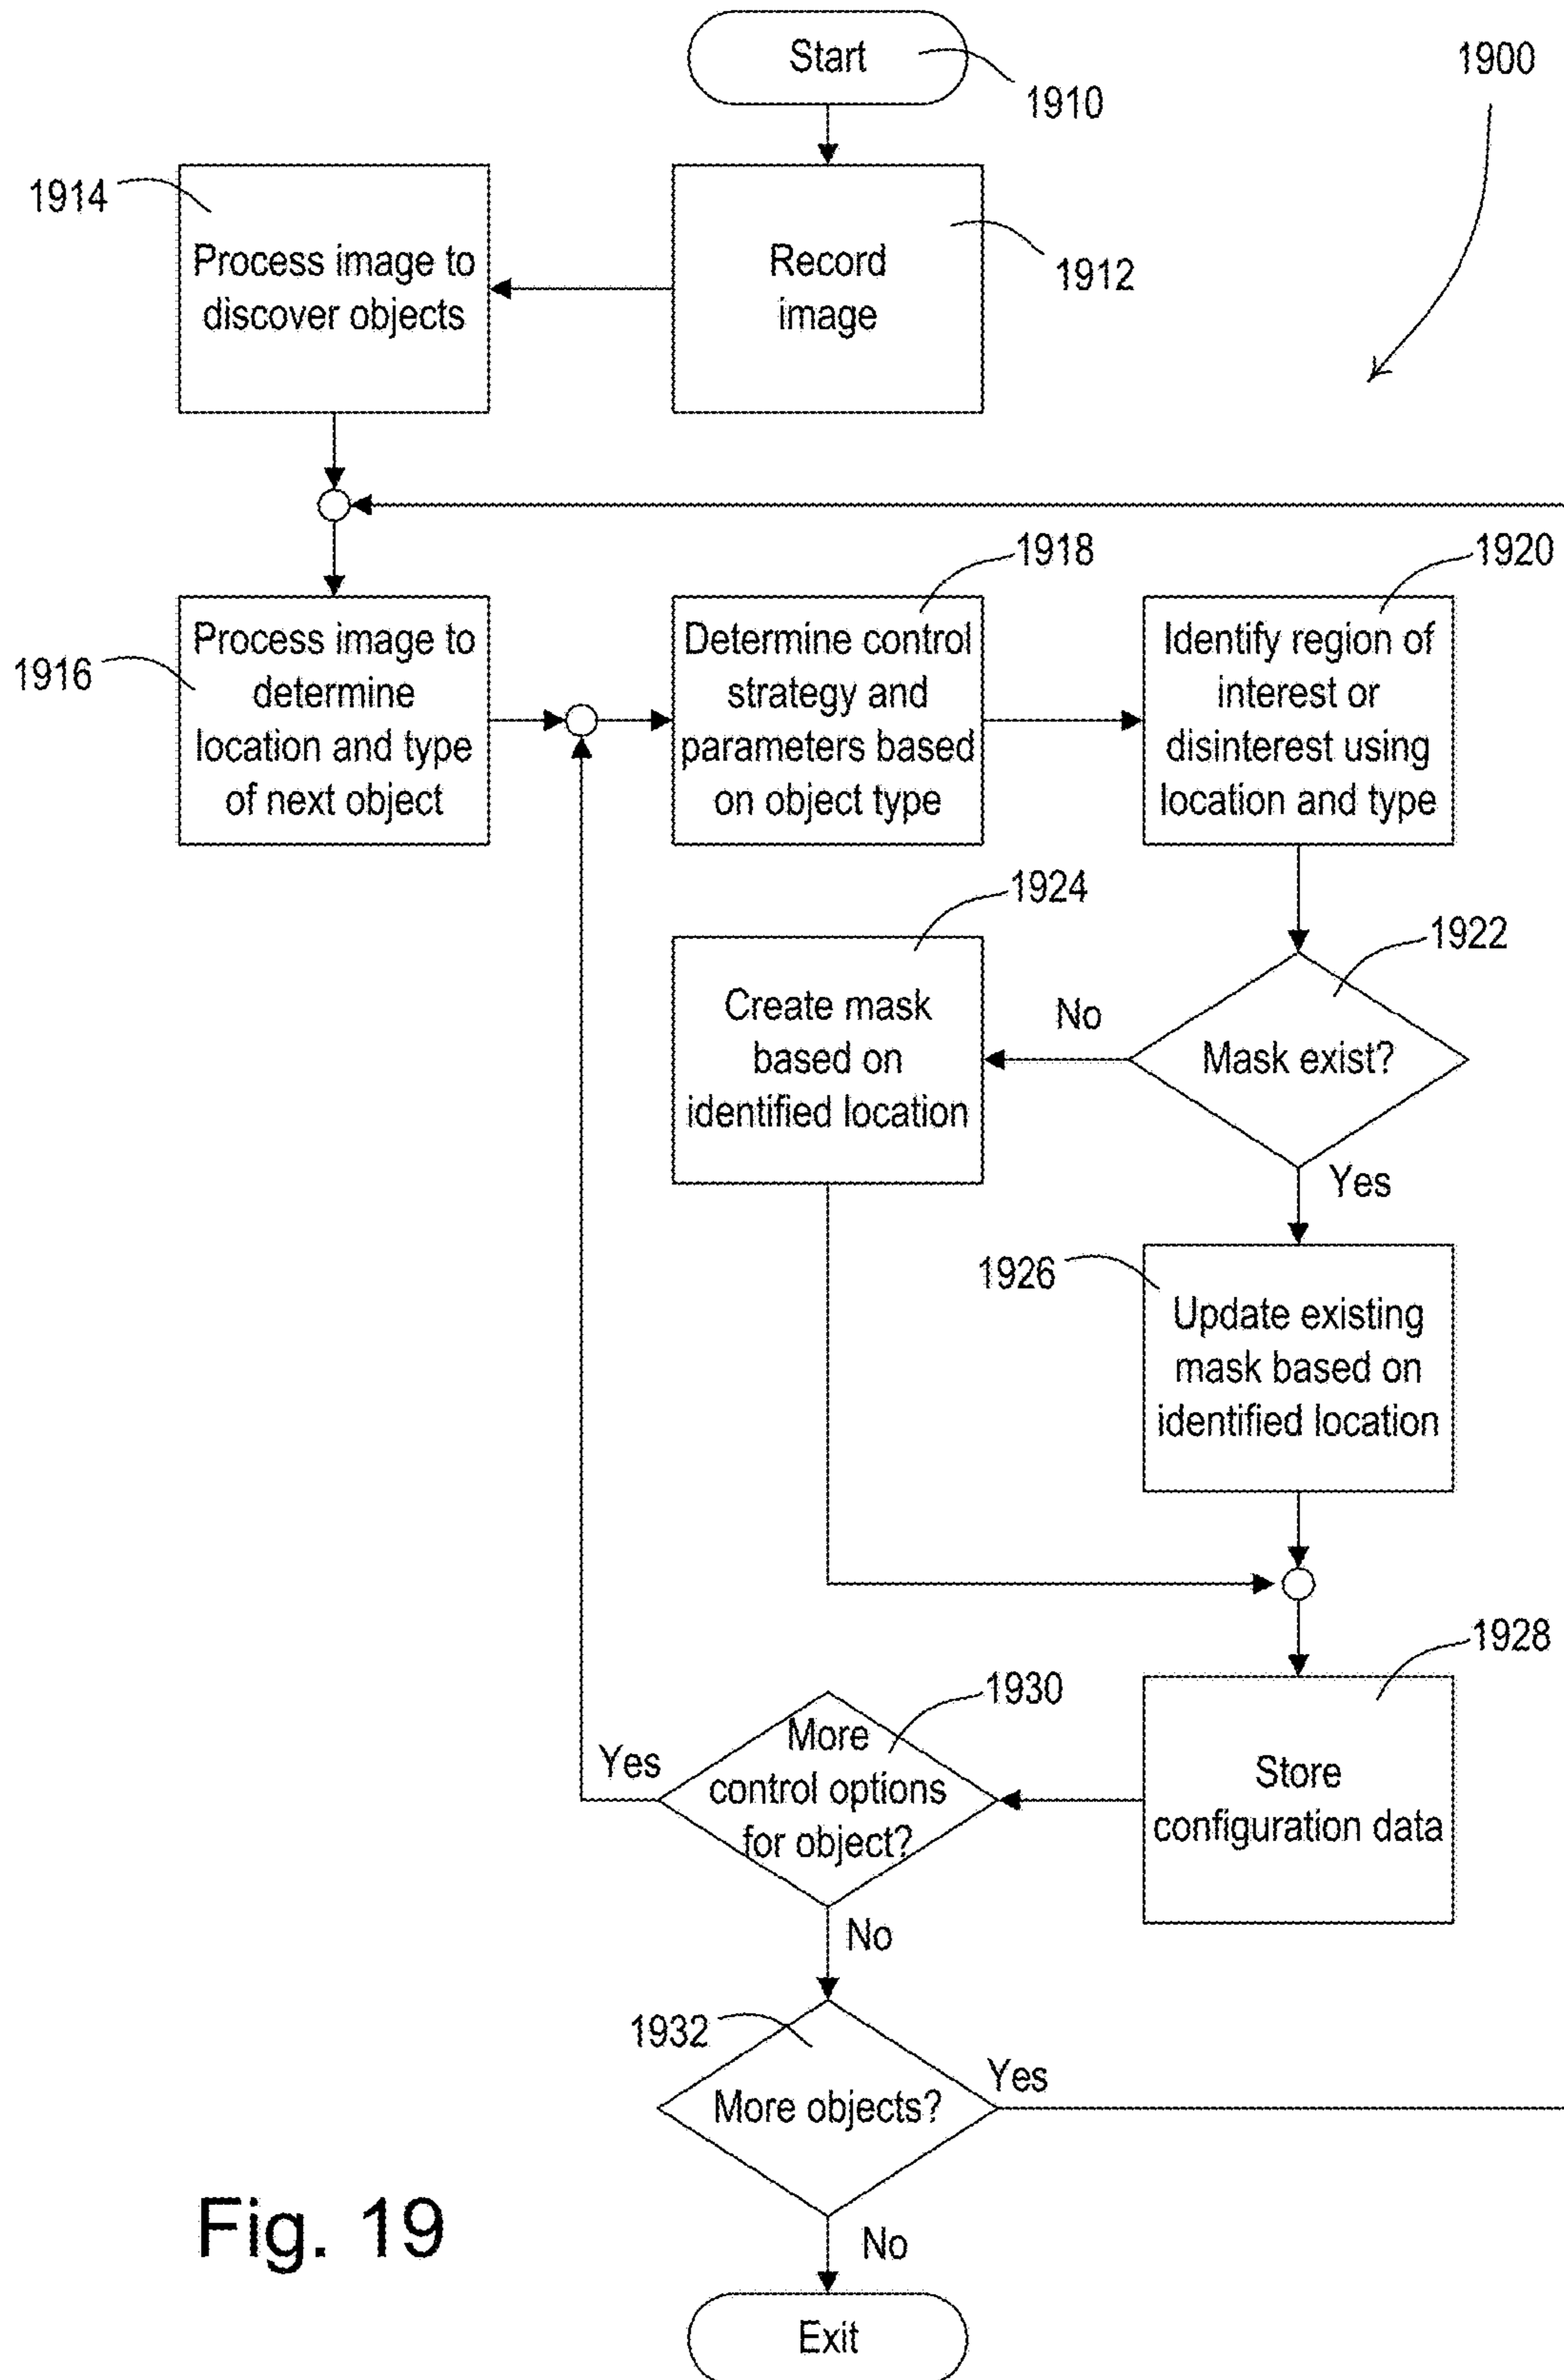 Start
1910
1900
1914
Process image to
discover objects
Record
image
1912
1916
Process image to
determine
location and type
of next object
1918
Determine control
strategy and
parameters based
on object type
1920
Identify region of
interest or
disinterest using
location and type
1924
Create mask
based on
identified location
1922
No
Mask exist?
Yes
1926
Update existing
mask based on
identified location
1928
Store
configuration data
1930
Yes
More
control options
for object?
No
1932
More objects?
Yes
No
Exit
Fig. 19